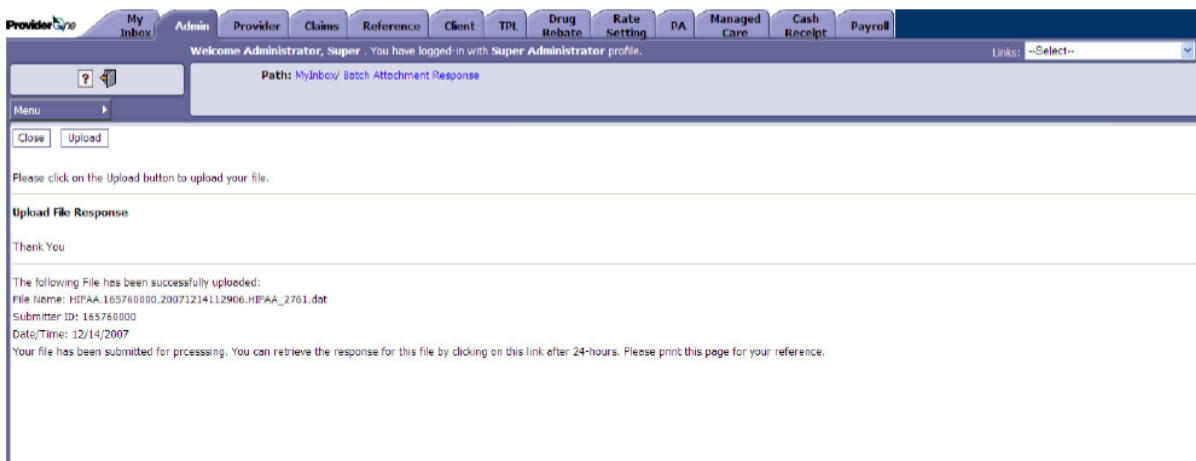 ProviderOne
My Inbox
Admin
Provider
Claims
Reference
Client
TPL
Drug Rebate
Rate Setting
PA
Managed Care
Cash Receipt
Payroll
Welcome Administrator, Super . You have logged-in with Super Administrator profile.
Links: --Select--
?
Path: MyInbox/ Batch Attachment Response
Menu
Close Upload
Please click on the Upload button to upload your file.
Upload File Response
Thank You
The following File has been successfully uploaded:
File Name: HIPAA.165760000.20071214112906.HIPAA_2761.dat
Submitter ID: 165760000
Date/Time: 12/14/2007
Your file has been submitted for prcesssing. You can retrieve the response for this file by clicking on this link after 24-hours. Please print this page for your reference.